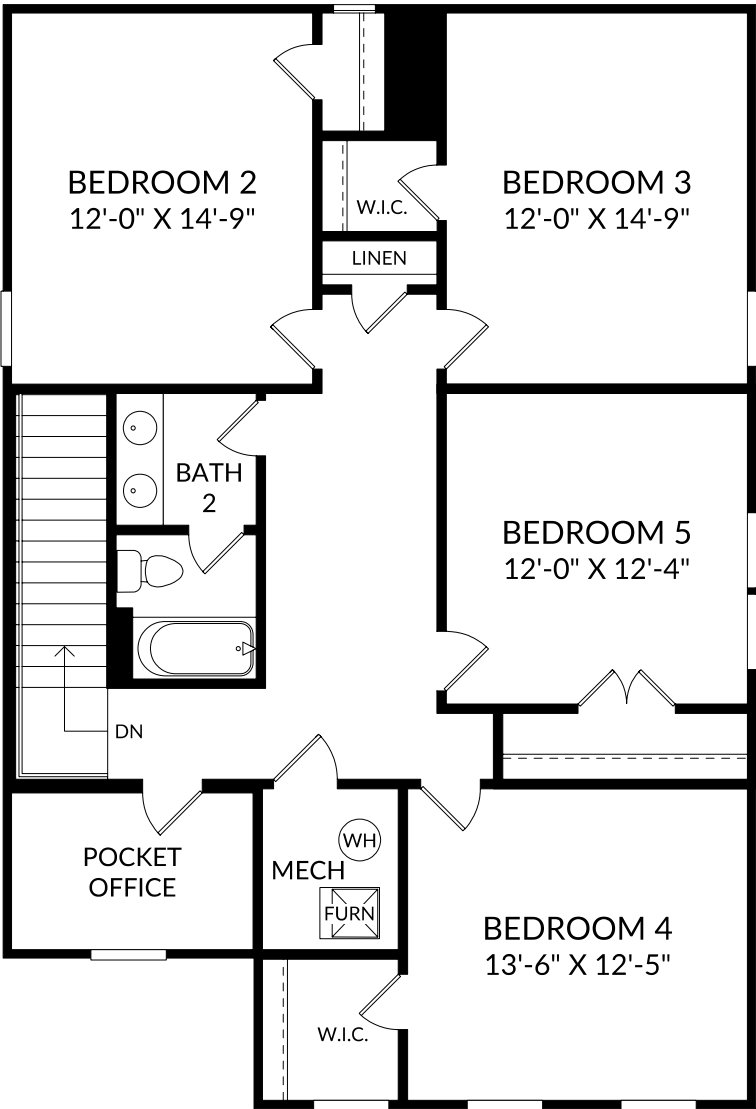 BEDROOM 2
12'-0" X 14'-9"
W.I.C.
BEDROOM 3
12'-0" X 14'-9"
LINEN
BATH
2
BEDROOM 5
12'-0" X 12'-4"
DN
POCKET
OFFICE
WH
MECH
FURN
BEDROOM 4
13'-6" X 12'-5"
W.I.C.